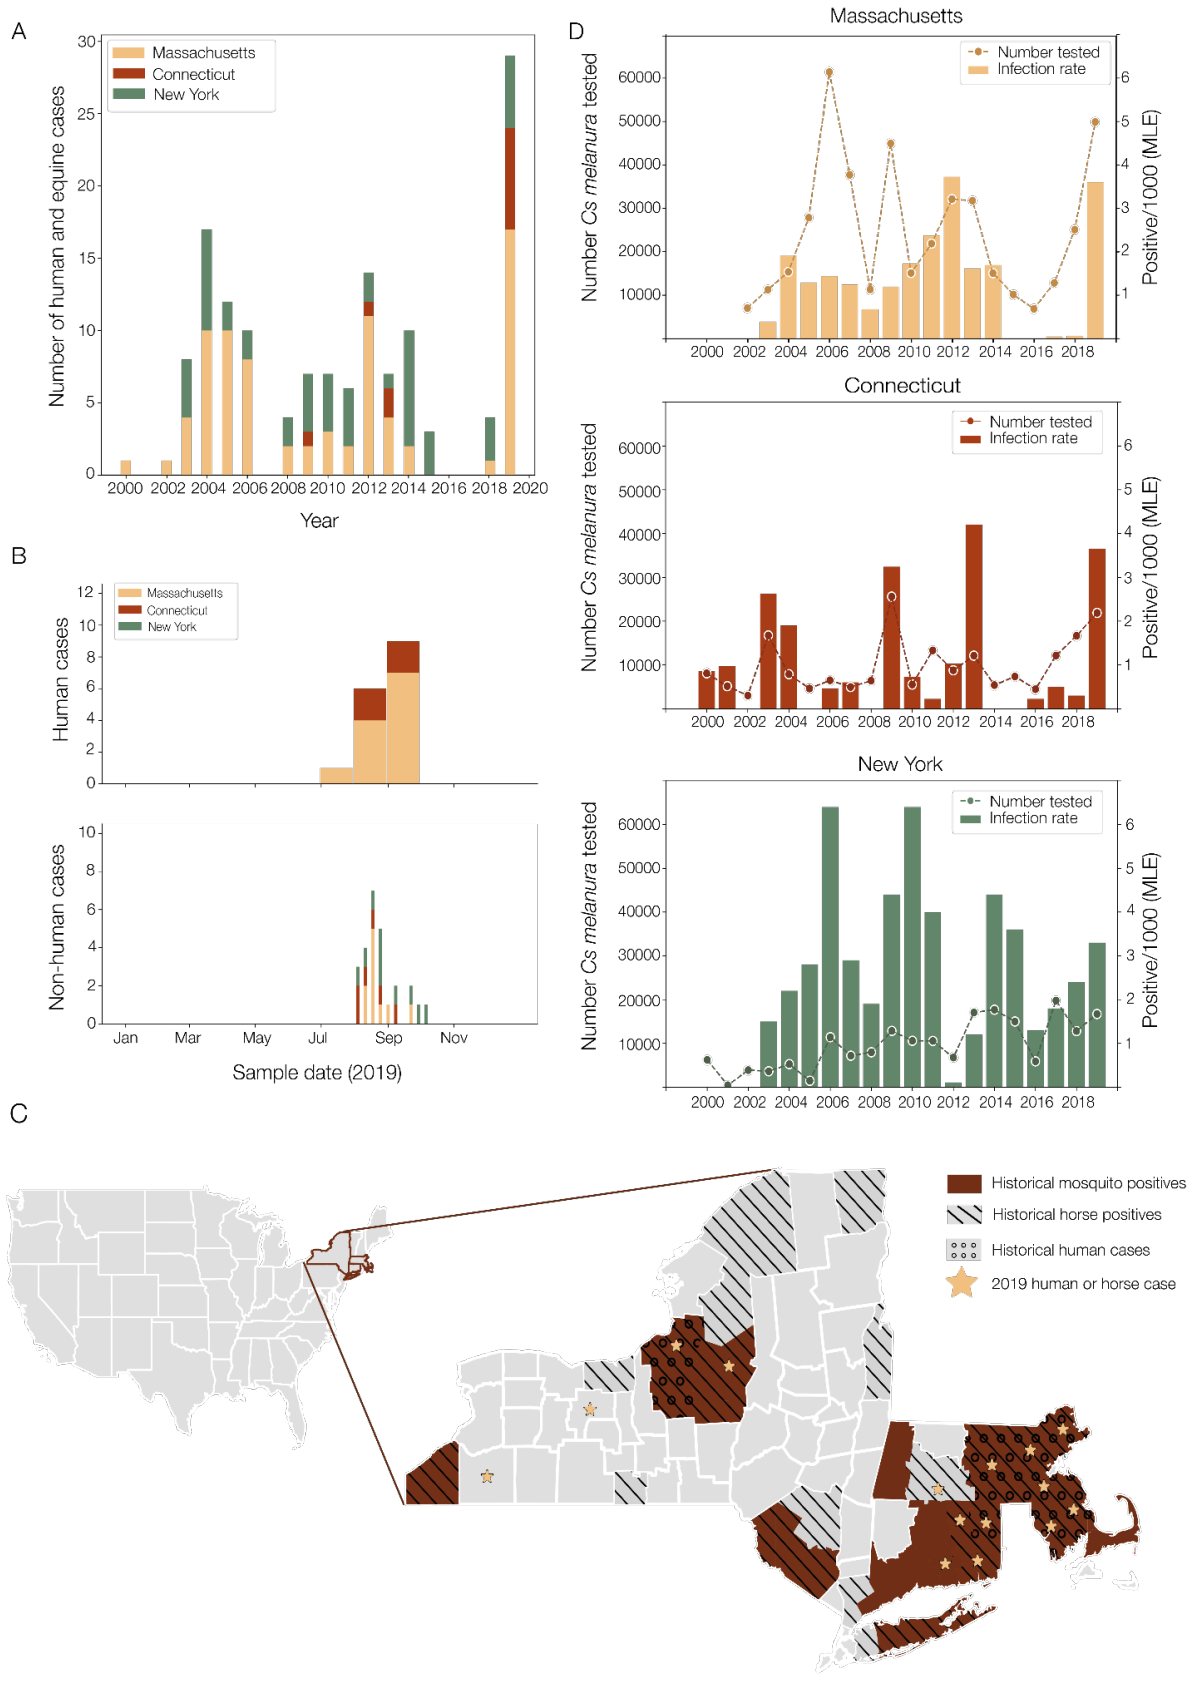 A
Number of human and equine cases
30
25
20
15
10
5
0
Massachusetts
Connecticut
New York
2000 2002 2004 2006 2008 2010 2012 2014 2016 2018 2020
Year
B
Human cases
12
10
8
6
4
2
0
Massachusetts
Connecticut
New York
Non-human cases
10
8
6
4
2
0
Jan Mar May Jul Sep Nov
Sample date (2019)
D
Massachusetts
Number Cs melanura tested
60000
50000
40000
30000
20000
10000
Number tested
Infection rate
6
5
4
3
2
1
Positive/1000 (MLE)
2000 2002 2004 2006 2008 2010 2012 2014 2016 2018
Connecticut
Number Cs melanura tested
60000
50000
40000
30000
20000
10000
Number tested
Infection rate
6
5
4
3
2
1
Positive/1000 (MLE)
2000 2002 2004 2006 2008 2010 2012 2014 2016 2018
New York
Number Cs melanura tested
60000
50000
40000
30000
20000
10000
Number tested
Infection rate
6
5
4
3
2
1
Positive/1000 (MLE)
2000 2002 2004 2006 2008 2010 2012 2014 2016 2018
C
Historical mosquito positives
Historical horse positives
Historical human cases
2019 human or horse case